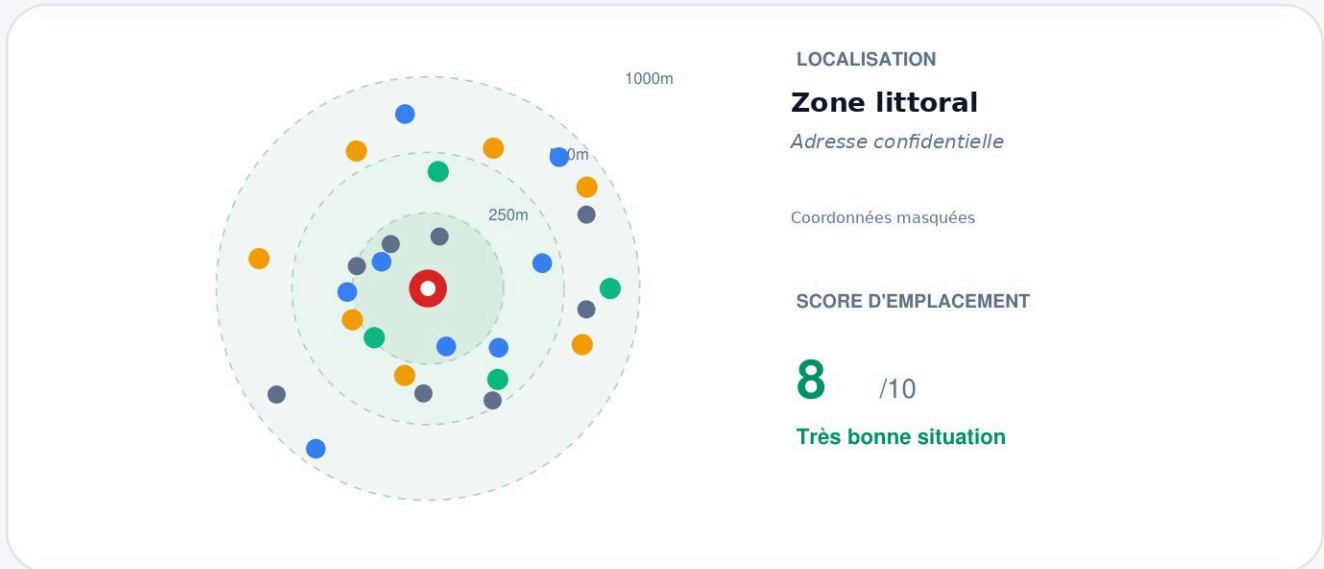 1000m
250m
LOCALISATION
Zone littoral
Adresse confidentielle
Coordonnées masquées
SCORE D'EMPLACEMENT
8 /10
Très bonne situation